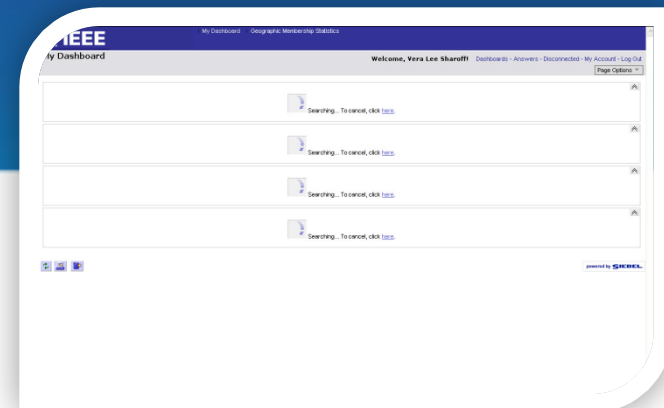 IEEE
My Dashboard Geographic Membership Statistics
My Dashboard
Welcome, Vera Lee Sharoff! Dashboards - Answers - Disconnected - My Account - Log Out
Page Options
Searching... To cancel, click here.
Searching... To cancel, click here.
Searching... To cancel, click here.
Searching... To cancel, click here.
powered by SIEBEL